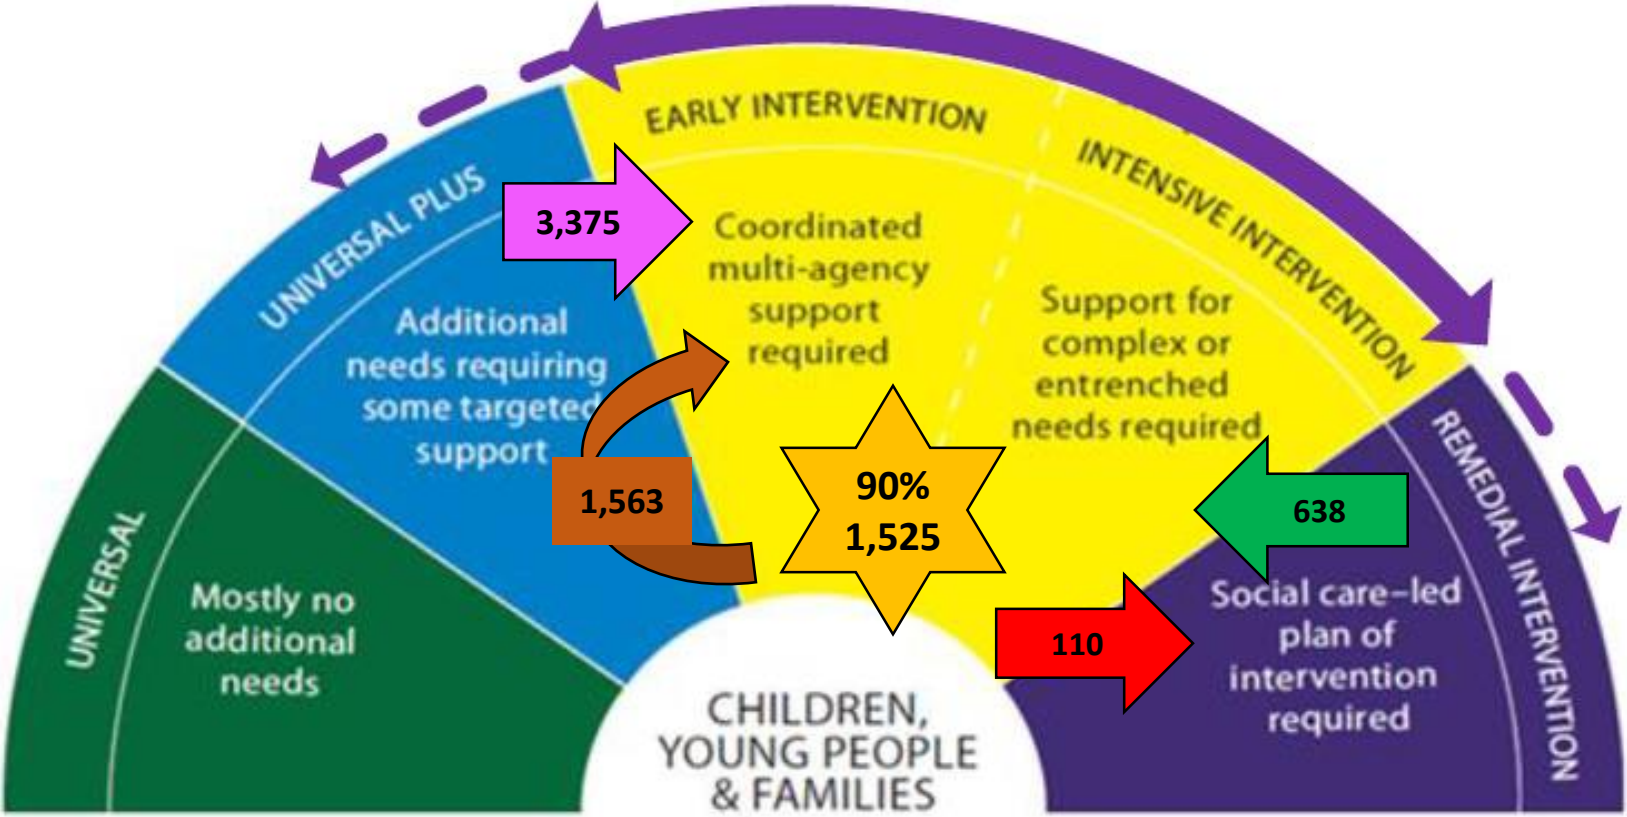 UNIVERSAL
Mostly no
additional
needs
UNIVERSAL PLUS
Additional
needs requiring
some targeted
support
3,375
1,563
EARLY INTERVENTION
Coordinated
multi-agency
support
required
90%
1,525
INTENSIVE INTERVENTION
Support for
complex or
entrenched
needs required
638
110
REMEDIAL INTERVENTION
Social care–led
plan of
intervention
required
CHILDREN,
YOUNG PEOPLE
& FAMILIES